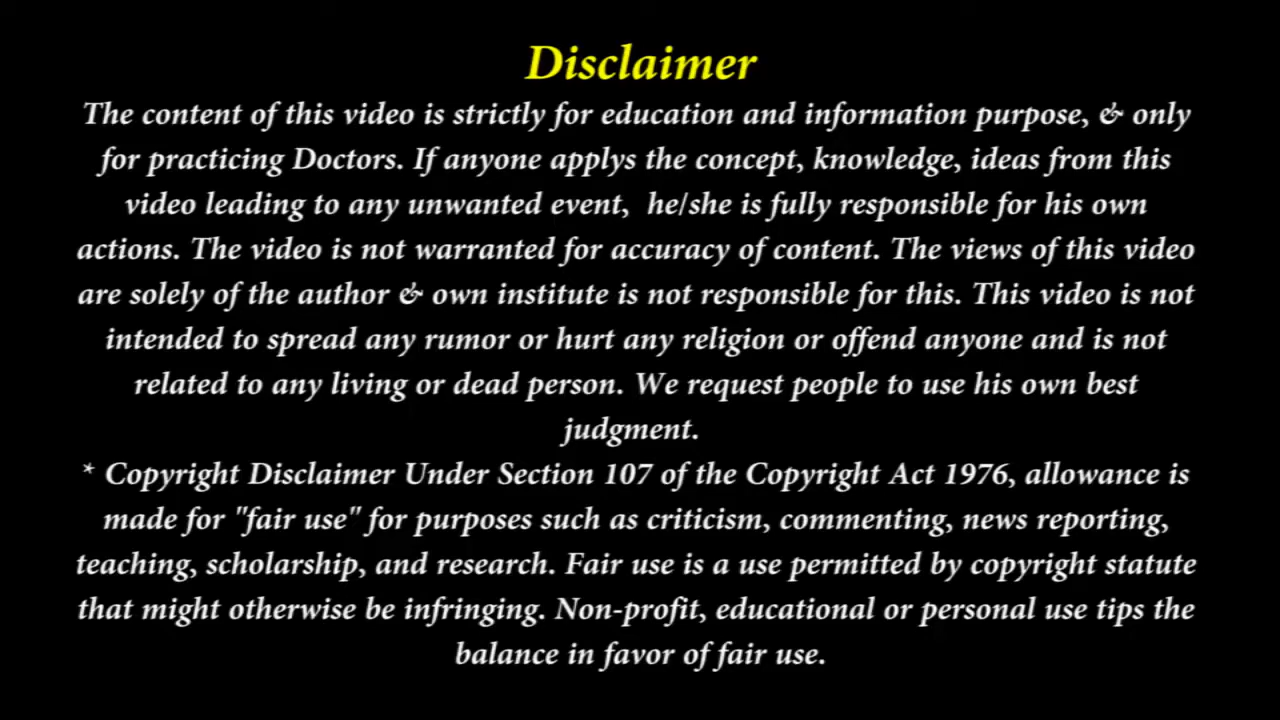 Disclaimer
The content of this video is strictly for education and information purpose, & only
for practicing Doctors. If anyone applys the concept, knowledge, ideas from this
video leading to any unwanted event,  he/she is fully responsible for his own
actions. The video is not warranted for accuracy of content. The views of this video
are solely of the author & own institute is not responsible for this. This video is not
intended to spread any rumor or hurt any religion or offend anyone and is not
related to any living or dead person. We request people to use his own best
judgment.
* Copyright Disclaimer Under Section 107 of the Copyright Act 1976, allowance is
made for "fair use" for purposes such as criticism, commenting, news reporting,
teaching, scholarship, and research. Fair use is a use permitted by copyright statute
that might otherwise be infringing. Non-profit, educational or personal use tips the
balance in favor of fair use.